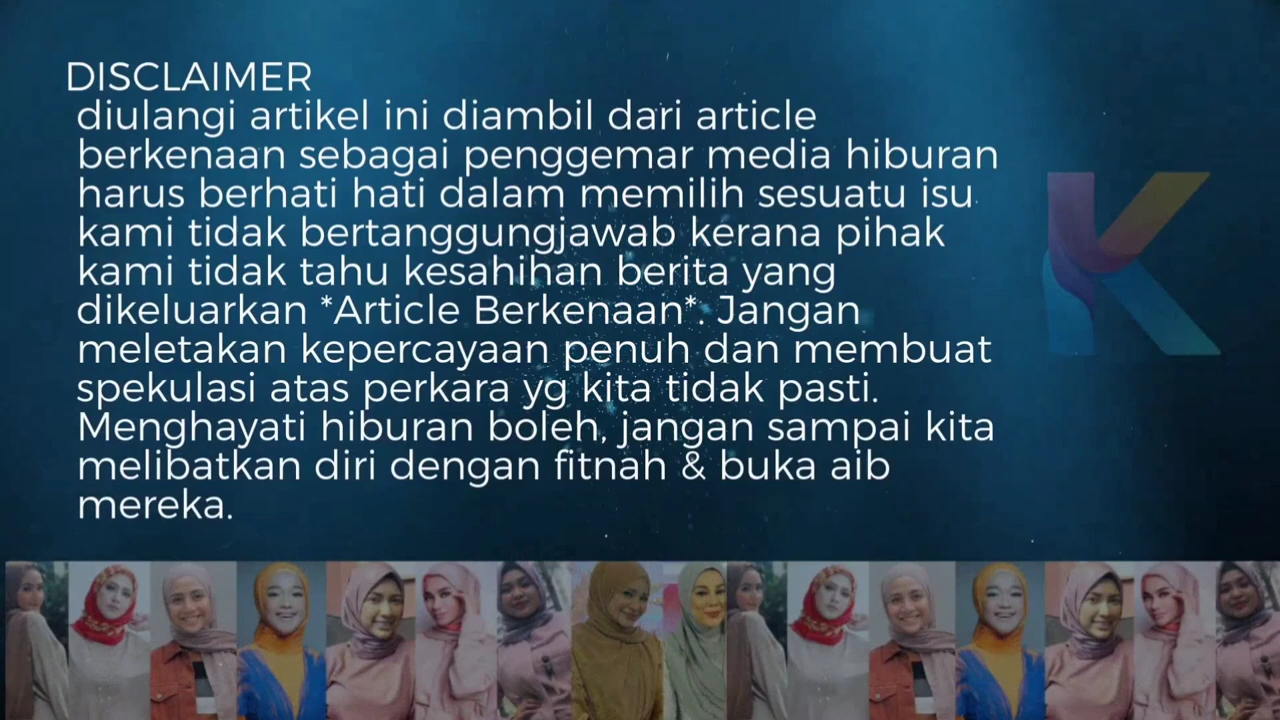 DISCLAIMER
diulangi artikel ini diambil dari article
berkenaan sebagai penggemar media hiburan
harus berhati hati dalam memilih sesuatu isu
kami tidak bertanggungjawab kerana pihak
kami tidak tahu kesahihan berita yang
dikeluarkan *Article Berkenaan*. Jangan
meletakan kepercayaan penuh dan membuat
spekulasi atas perkara yg kita tidak pasti.
Menghayati hiburan boleh, jangan sampai kita
melibatkan diri dengan fitnah & buka aib
mereka.
K